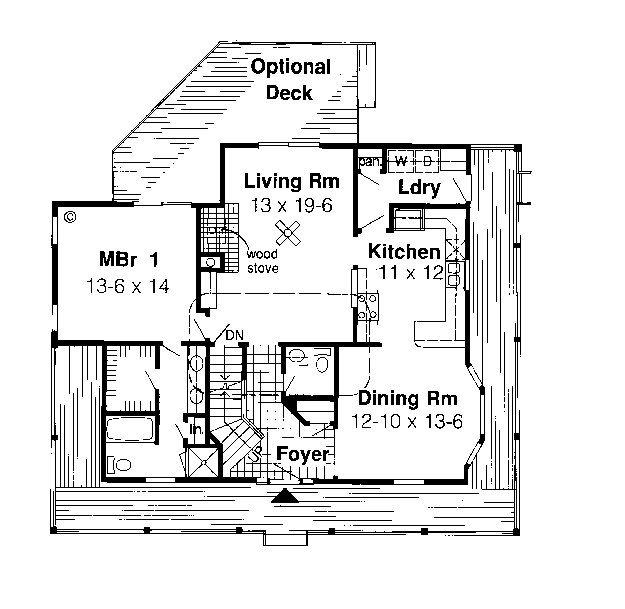 Optional
Deck
pan.
W
D
Ldry
Living Rm
13 x 19-6
Kitchen
11 x 12
wood
stove
MBr 1
13-6 x 14
DN
Dining Rm
12-10 x 13-6
lin.
Foyer